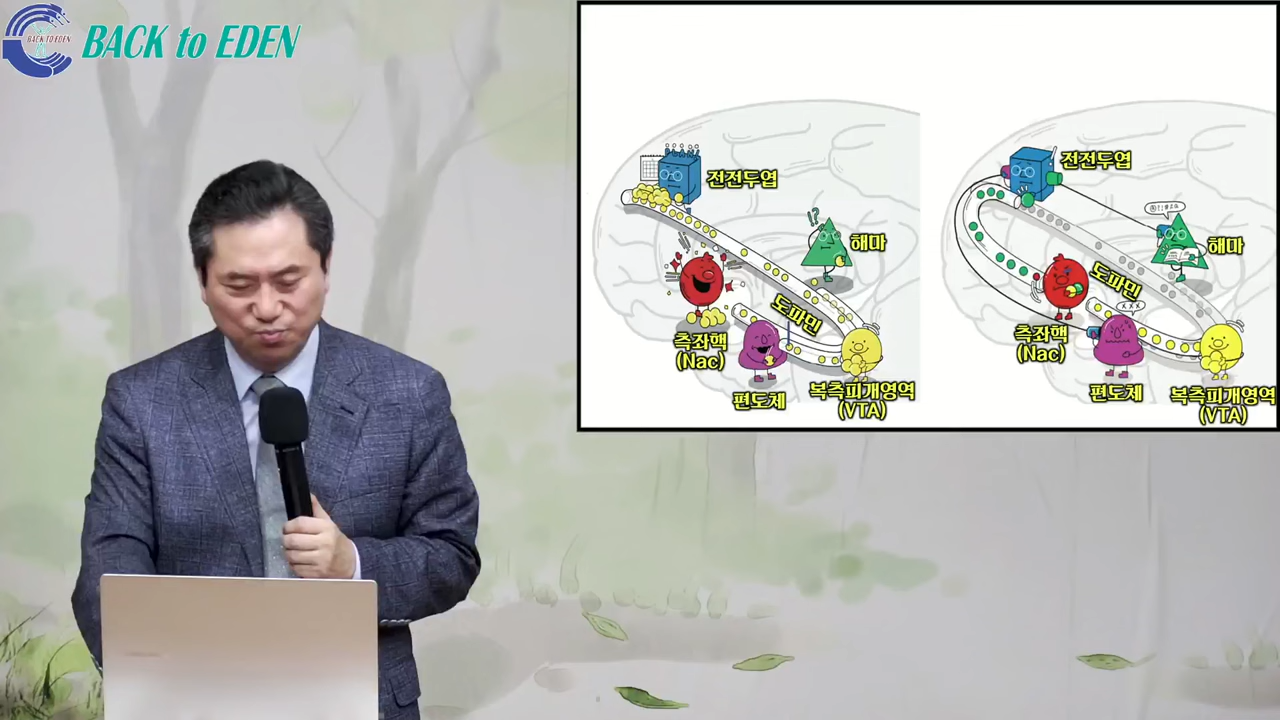 BACK TO EDEN
BACK to EDEN
전전두엽
!?
해마
도파민
측좌핵
(Nac)
편도체
복측피개영역
(VTA)
전전두엽
해마
도파민
XXX
측좌핵
(Nac)
편도체
복측피개영역
(VTA)